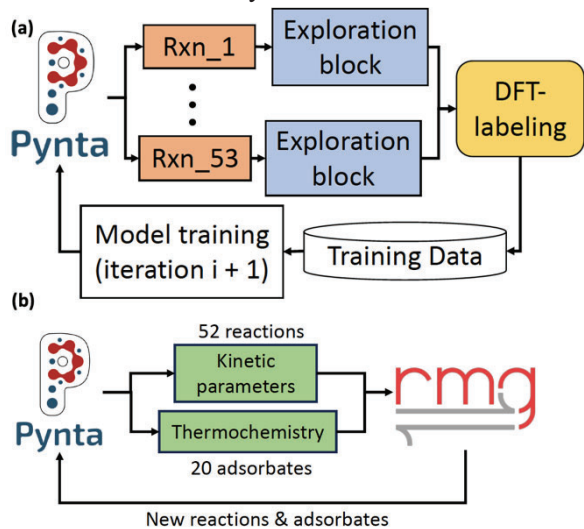 (a)
Rxn_1
Exploration
block
DFT-
labeling
Pynta
Rxn_53
Exploration
block
Model training
(iteration i + 1)
Training Data
(b)
52 reactions
Kinetic
parameters
rmg
Pynta
Thermochemistry
20 adsorbates
New reactions & adsorbates